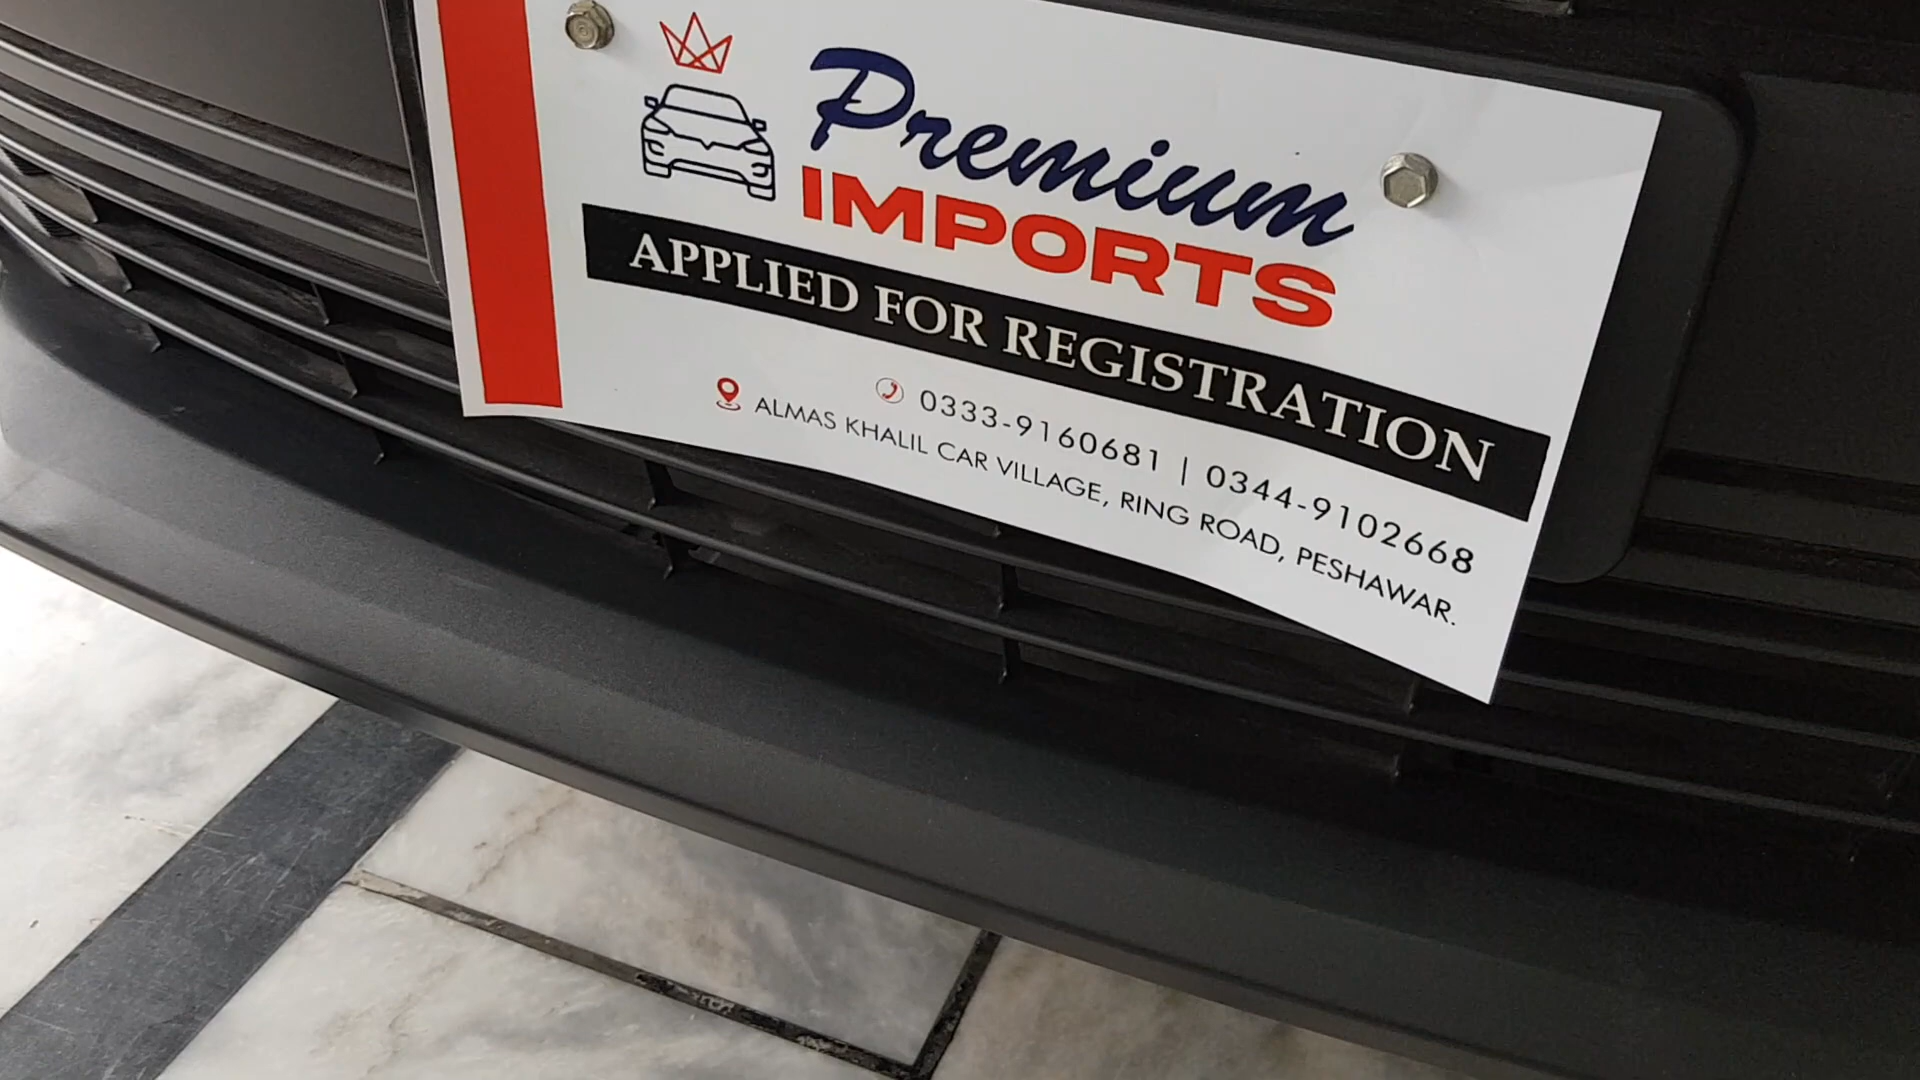 Premium
IMPORTS
APPLIED FOR REGISTRATION
0333-9160681 | 0344-9102668
ALMAS KHALIL CAR VILLAGE, RING ROAD, PESHAWAR.